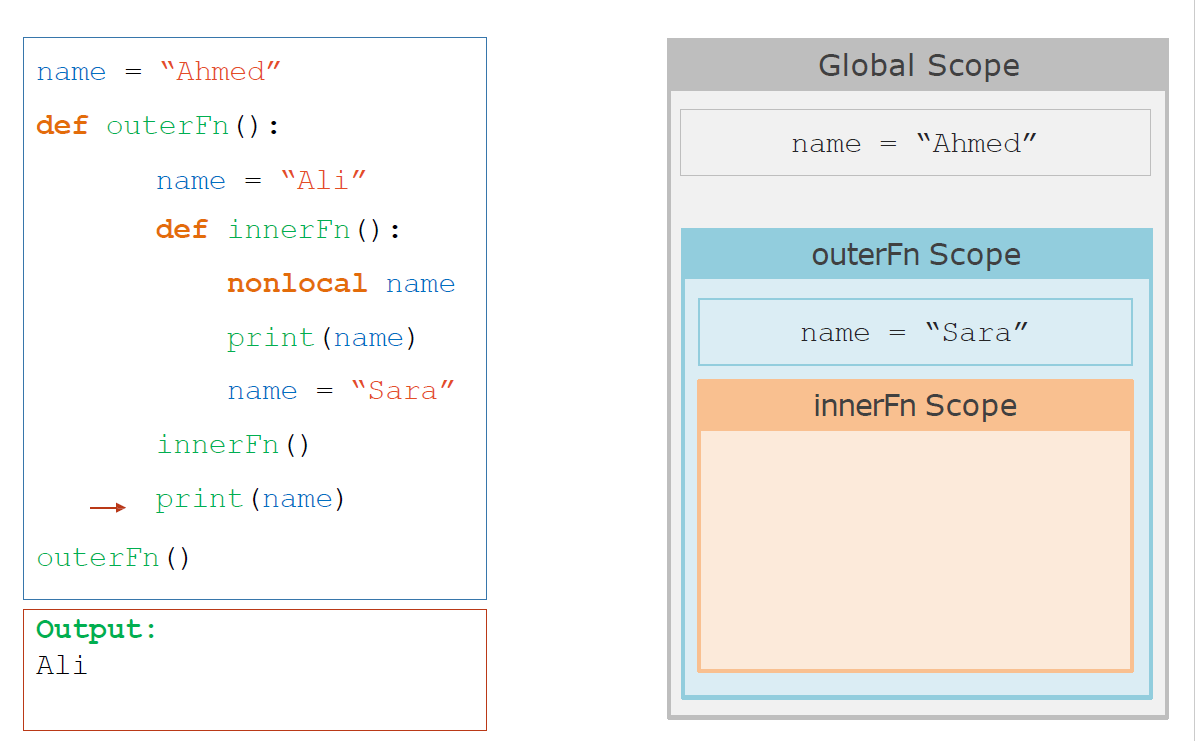 name = “Ahmed”
def outerFn():
name = “Ali”
def innerFn():
nonlocal name
print(name)
name = “Sara”
innerFn()
print(name)
outerFn()
Output:
Ali
Global Scope
name = “Ahmed”
outerFn Scope
name = “Sara”
innerFn Scope